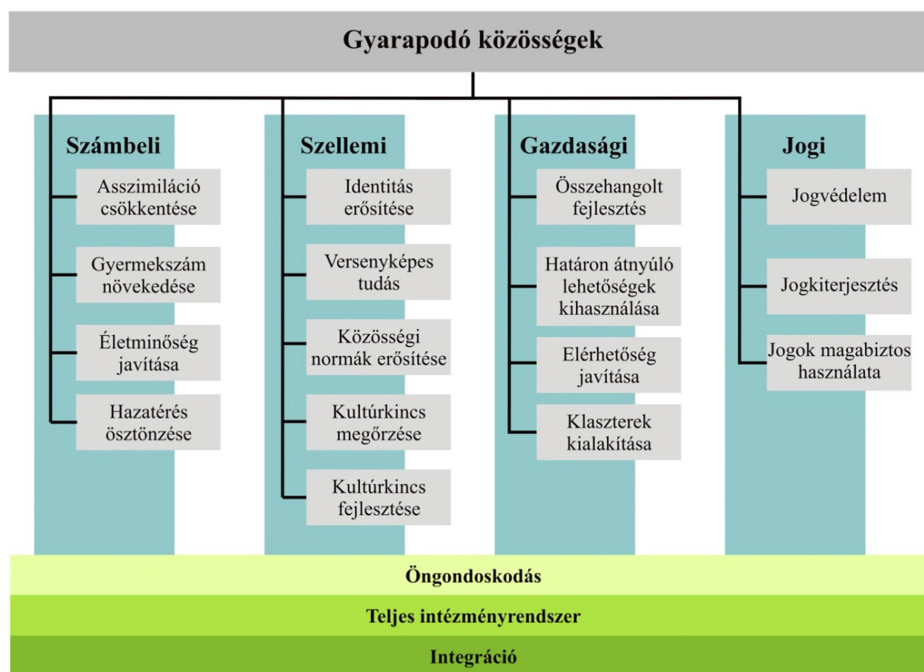 Gyarapodó közösségek
Számbeli
Asszimiláció
csökkentése
Gyermekszám
növekedése
Életminőség
javítása
Hazatérés
ösztönzése
Szellemi
Identitás
erősítése
Versenyképes
tudás
Közösségi
normák erősítése
Kultúrkincs
megőrzése
Kultúrkincs
fejlesztése
Gazdasági
Összehangolt
fejlesztés
Határon átnyúló
lehetőségek
kihasználása
Elérhetőség
javítása
Klaszterek
kialakítása
Jogi
Jogvédelem
Jogkiterjesztés
Jogok magabiztos
használata
Öngondoskodás
Teljes intézményrendszer
Integráció